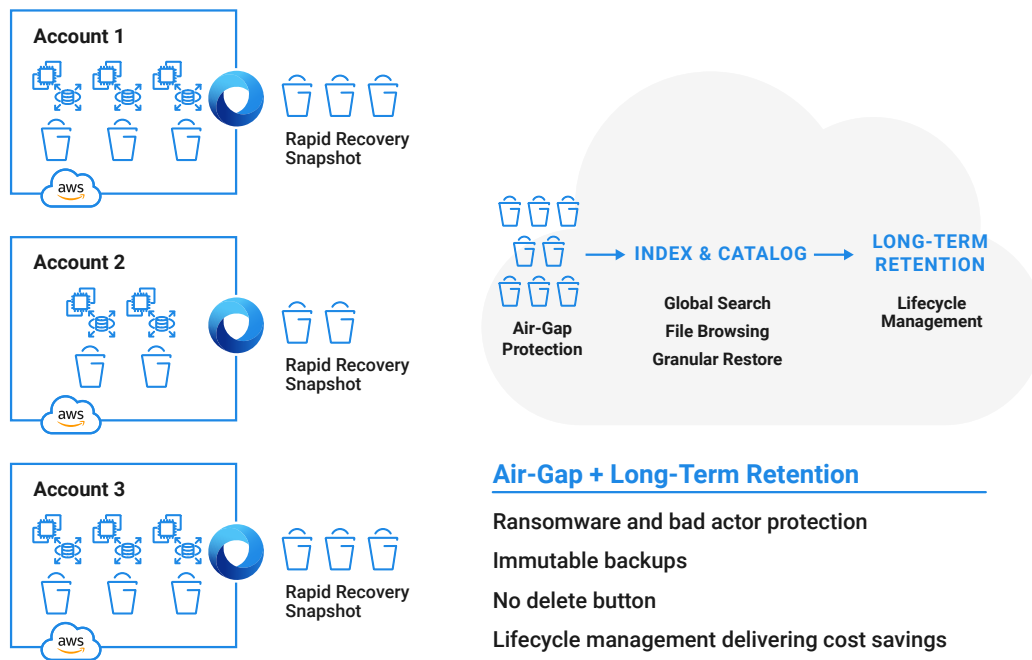 Account 1
aws
Rapid Recovery
Snapshot
Account 2
aws
Rapid Recovery
Snapshot
Account 3
aws
Rapid Recovery
Snapshot
Air-Gap
Protection
INDEX & CATALOG
Global Search
File Browsing
Granular Restore
LONG-TERM
RETENTION
Lifecycle
Management
Air-Gap + Long-Term Retention
Ransomware and bad actor protection
Immutable backups
No delete button
Lifecycle management delivering cost savings